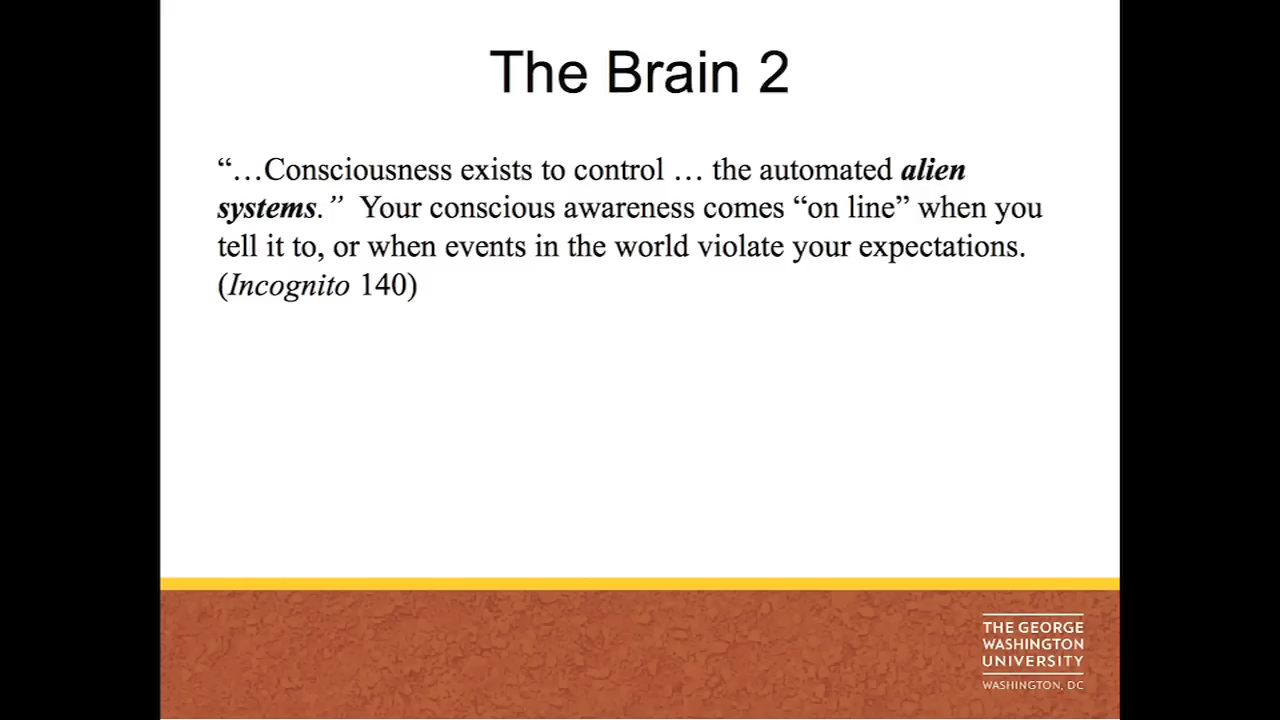 The Brain 2
“…Consciousness exists to control … the automated alien
systems.” Your conscious awareness comes “on line” when you
tell it to, or when events in the world violate your expectations.
(Incognito 140)
THE GEORGE
WASHINGTON
UNIVERSITY
WASHINGTON, DC